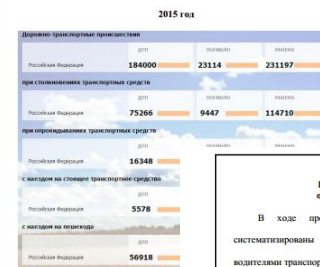 2015 год
Дорожно-транспортные происшествия
ДТП ПОГИБЛО РАНЕНО
Российская Федерация 184000 23114 231197
при столкновениях транспортных средств
ДТП ПОГИБЛО РАНЕНО
Российская Федерация 75266 9447 114710
при опрокидываниях транспортных средств
ДТП
Российская Федерация 16348
с наездом на стоящее транспортное средство
ДТП
Российская Федерация 5578
с наездом на пешехода
ДТП
Российская Федерация 56918
В ходе
систематизированы
водителями